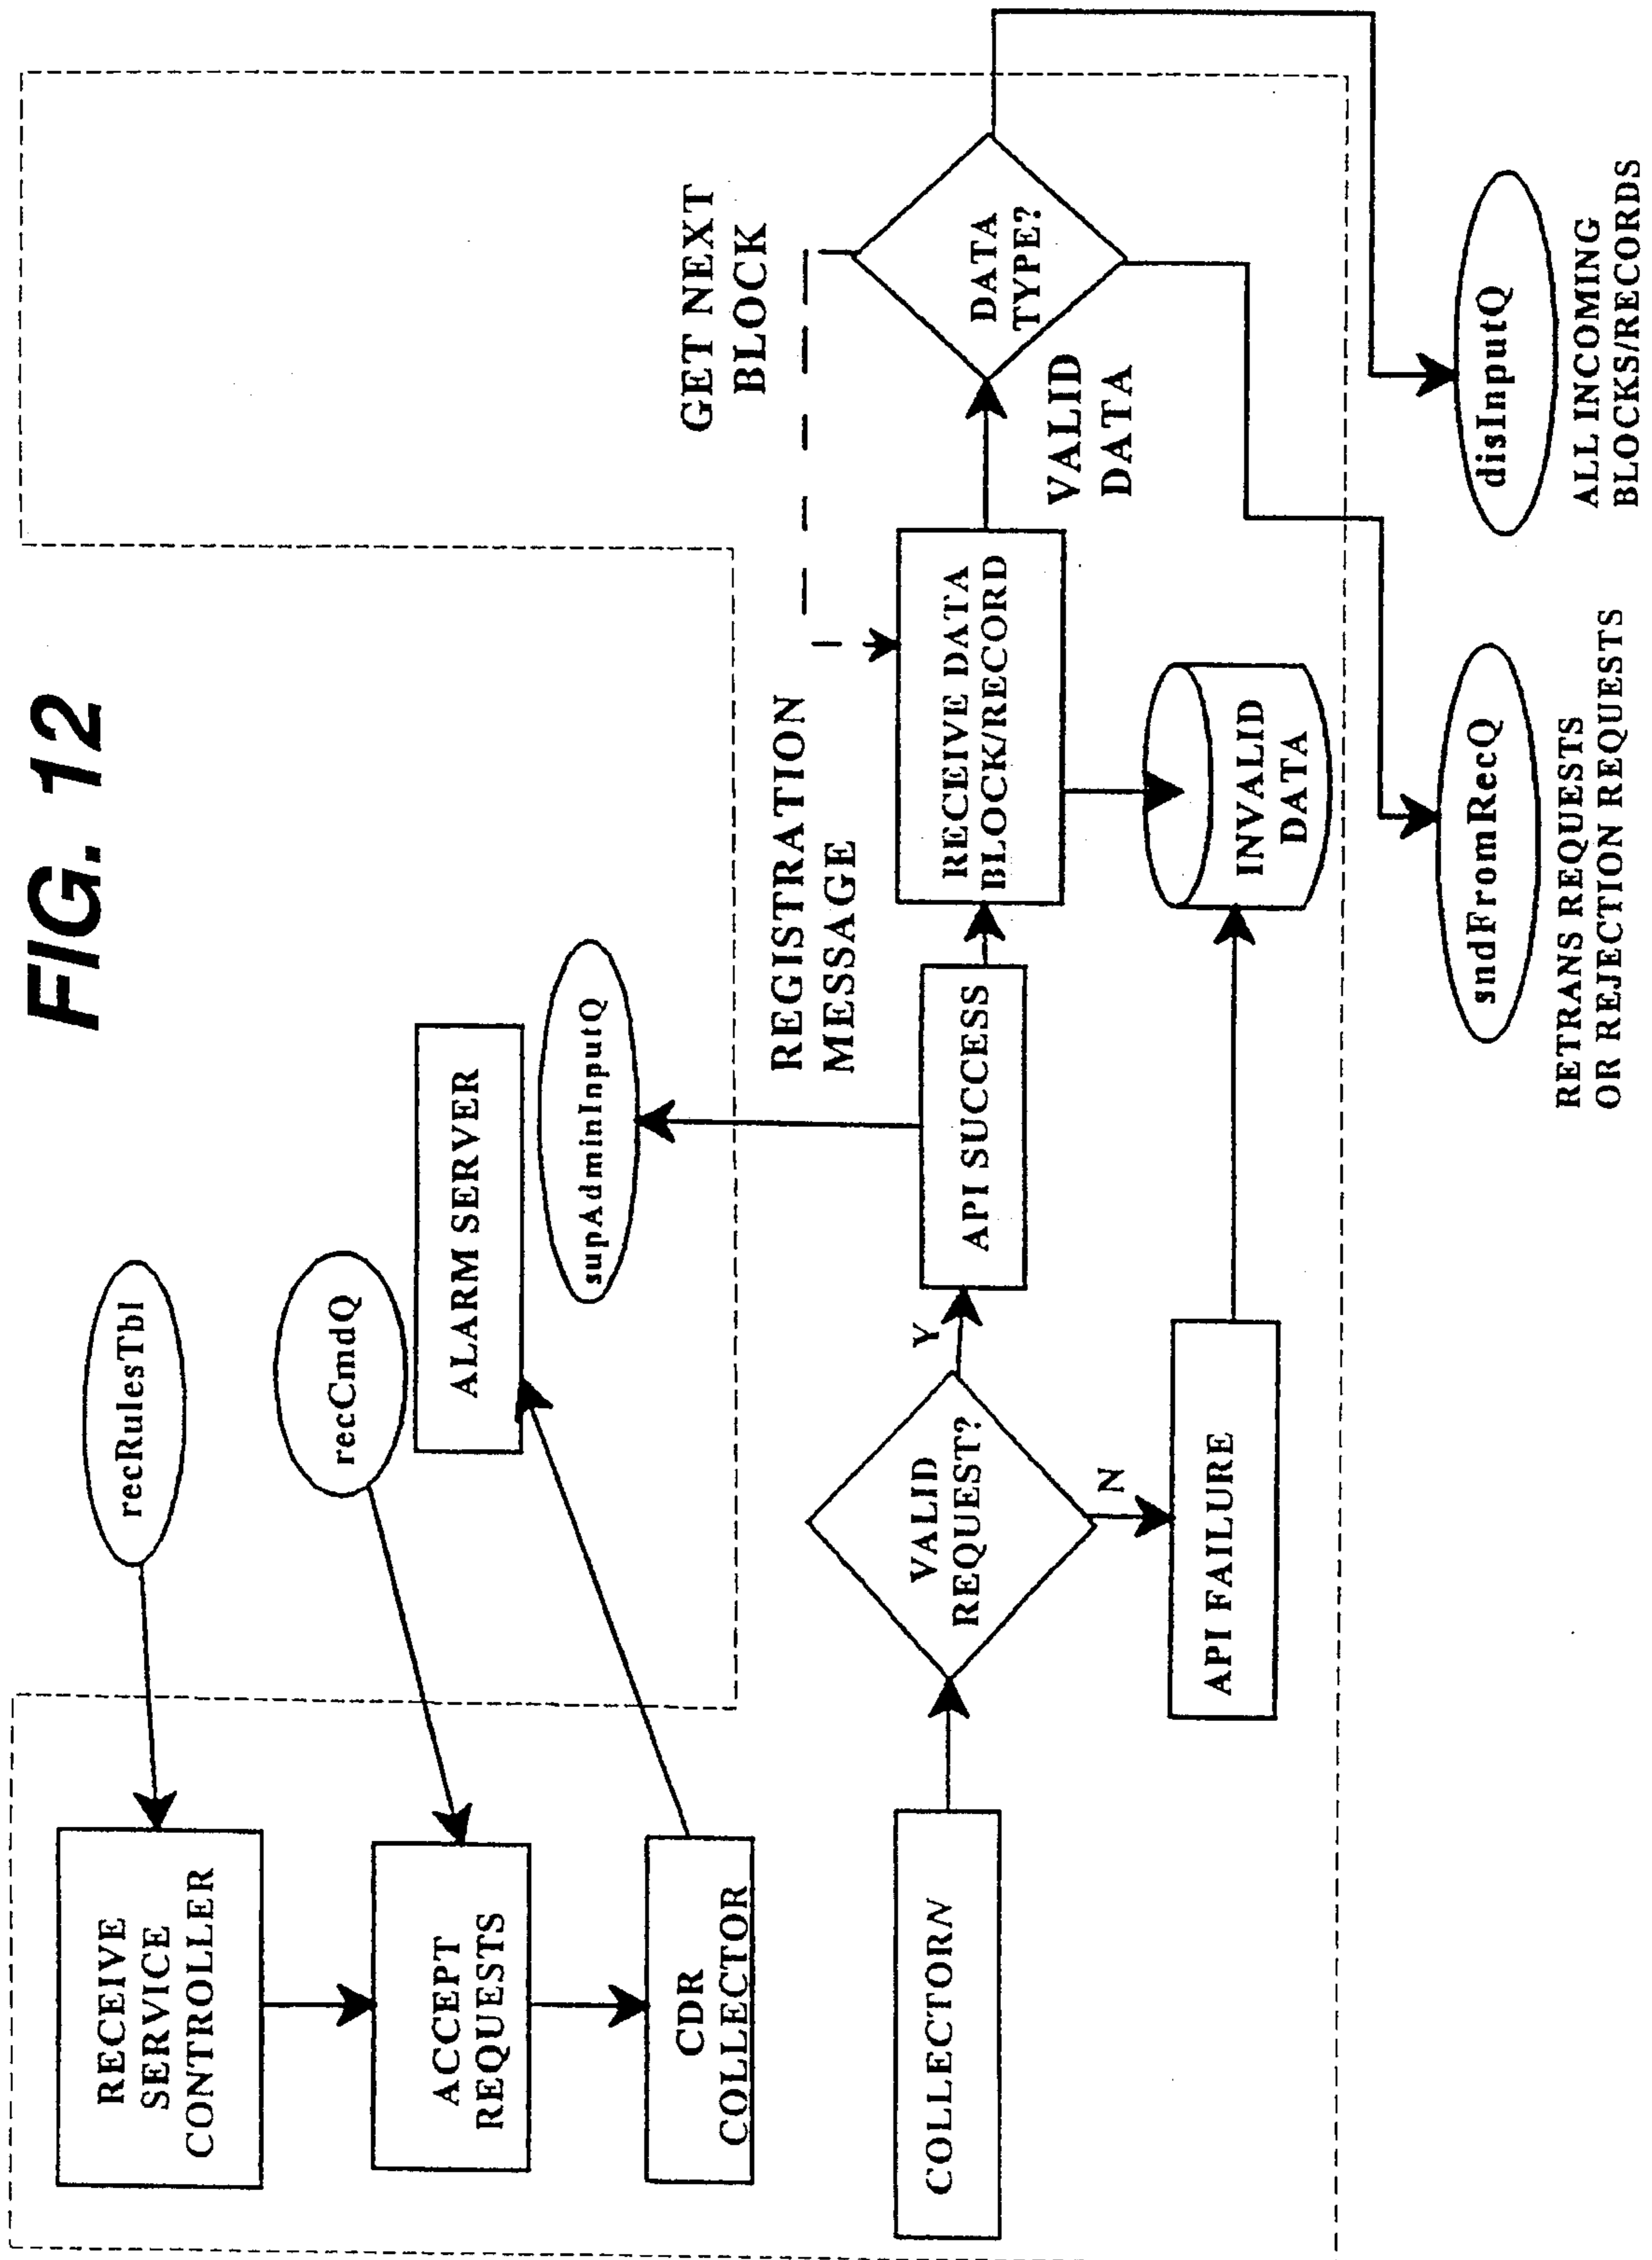 FIG. 12
RECEIVE
SERVICE
CONTROLLER
recRulesTbl
ACCEPT
REQUESTS
recCmdQ
CDR
COLLECTOR
ALARM SERVER
supAdminInputQ
REGISTRATION
MESSAGE
GET NEXT
BLOCK
COLLECTORN
VALID
REQUEST?
Y
N
API SUCCESS
RECEIVE DATA
BLOCK/RECORD
VALID
DATA
DATA
TYPE?
API FAILURE
INVALID
DATA
sndFromRecQ
RETRANS REQUESTS
OR REJECTION REQUESTS
disInputQ
ALL INCOMING
BLOCKS/RECORDS